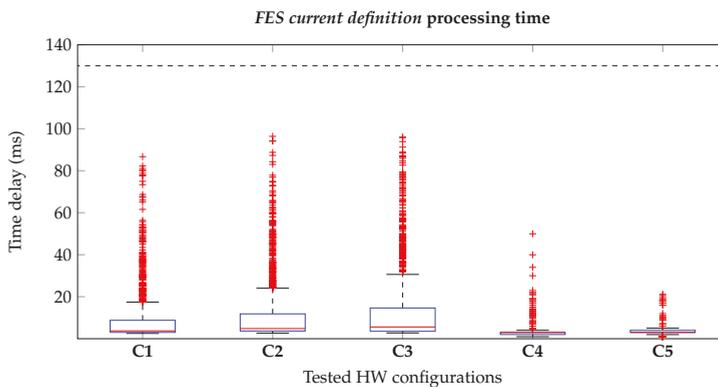 FES current definition processing time
140
120
100
80
60
40
20
Time delay (ms)
C1 C2 C3 C4 C5
Tested HW configurations